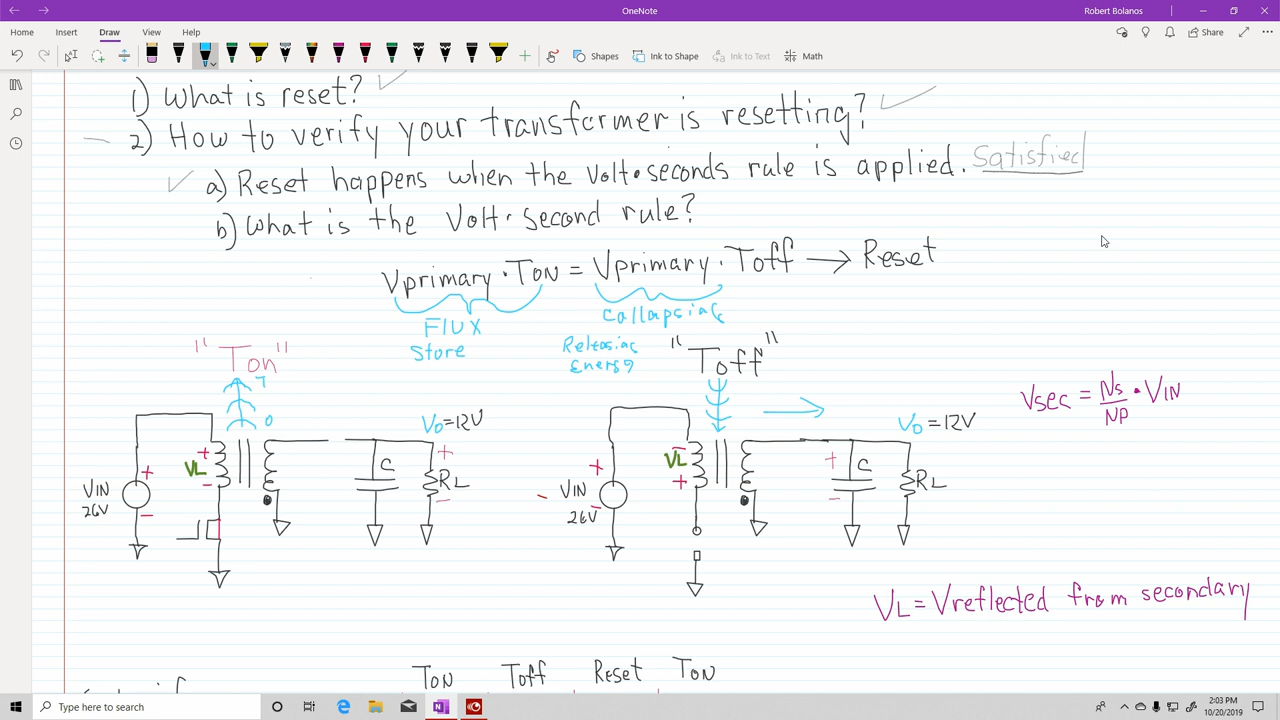 OneNote
Robert Bolanos
Home Insert Draw View Help
Share
Shapes
Ink to Shape
Ink to Text
Math
1) What is reset?
2) How to verify your transformer is resetting?
a) Reset happens when the Volt·seconds rule is applied. Satisfied
b) What is the Volt·second rule?
Vprimary · TON = Vprimary · Toff → Reset
FLUX
Store
Collapsing
Releasing
Energy
"Ton"
"Toff"
Vsec = Ns/NP · VIN
0
VO=12V
VO=12V
+
VL
-
+
VIN
26V
-
C
+
RL
-
+
VIN
26V
-
-
VL
+
+
C
-
RL
VL = Vreflected from secondary
TON Toff Reset TON
Type here to search
2:03 PM
10/20/2019